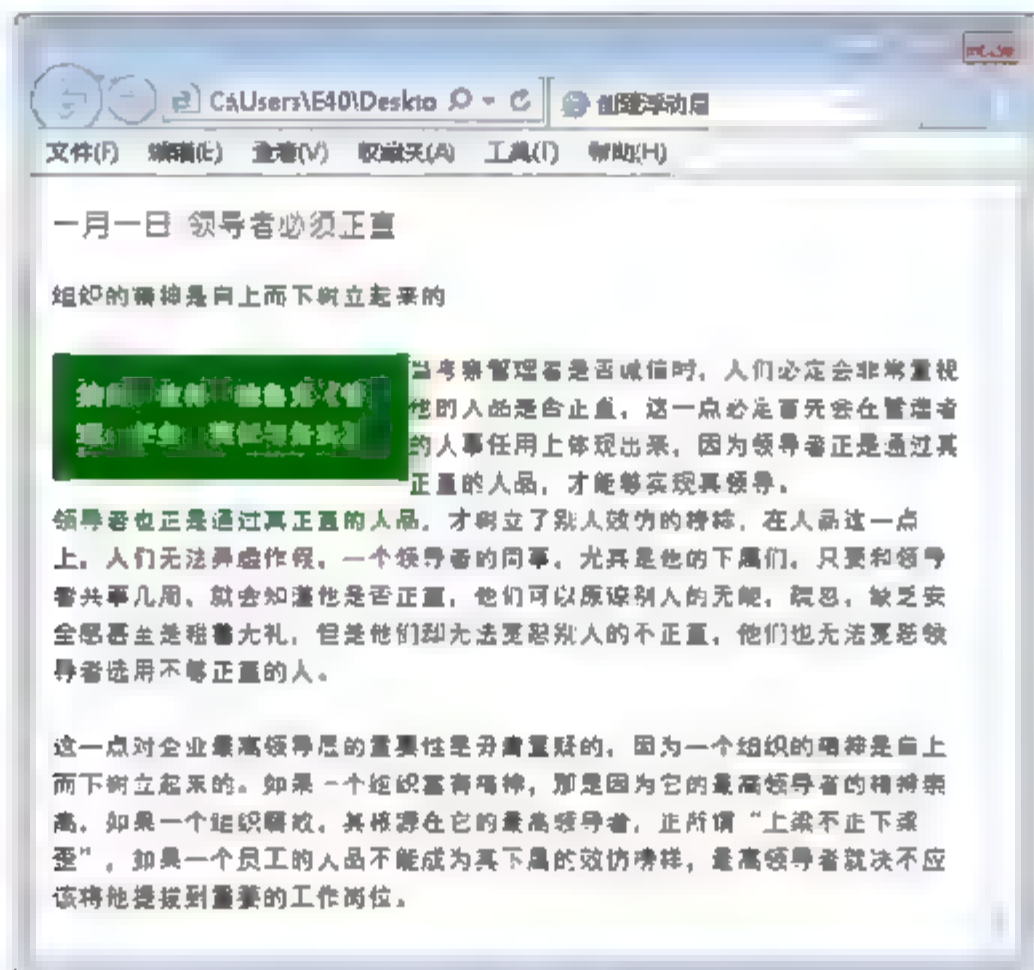 C:\Users\E40\Deskto
创建浮动层
文件(F) 编辑(E) 查看(V) 收藏夹(A) 工具(T) 帮助(H)
一月一日 领导者必须正直
组织的精神是自上而下树立起来的
当考察管理者是否诚信时，人们必定会非常重视
他的人品是否正直，这一点必定首先会在管理者
的人事任用上体现出来，因为领导者正是通过其
正直的人品，才能够实现其领导。
领导者也正是通过其正直的人品，才树立了别人效仿的榜样，在人品这一点
上，人们无法弄虚作假，一个领导者的同事，尤其是他的下属们，只要和领导
者共事几周，就会知道他是否正直，他们可以原谅别人的无能，疏忽，缺乏安
全感甚至是粗鲁无礼，但是他们却无法宽恕别人的不正直，他们也无法宽恕领
导者选用不够正直的人。
这一点对企业最高领导层的重要性是毋庸置疑的，因为一个组织的精神是自上
而下树立起来的。如果一个组织富有精神，那是因为它的最高领导者的精神崇
高，如果一个组织腐败，其根源在它的最高领导者，正所谓“上梁不正下梁
歪”，如果一个员工的人品不能成为其下属的效仿榜样，最高领导者就决不应
该将他提拔到重要的工作岗位。